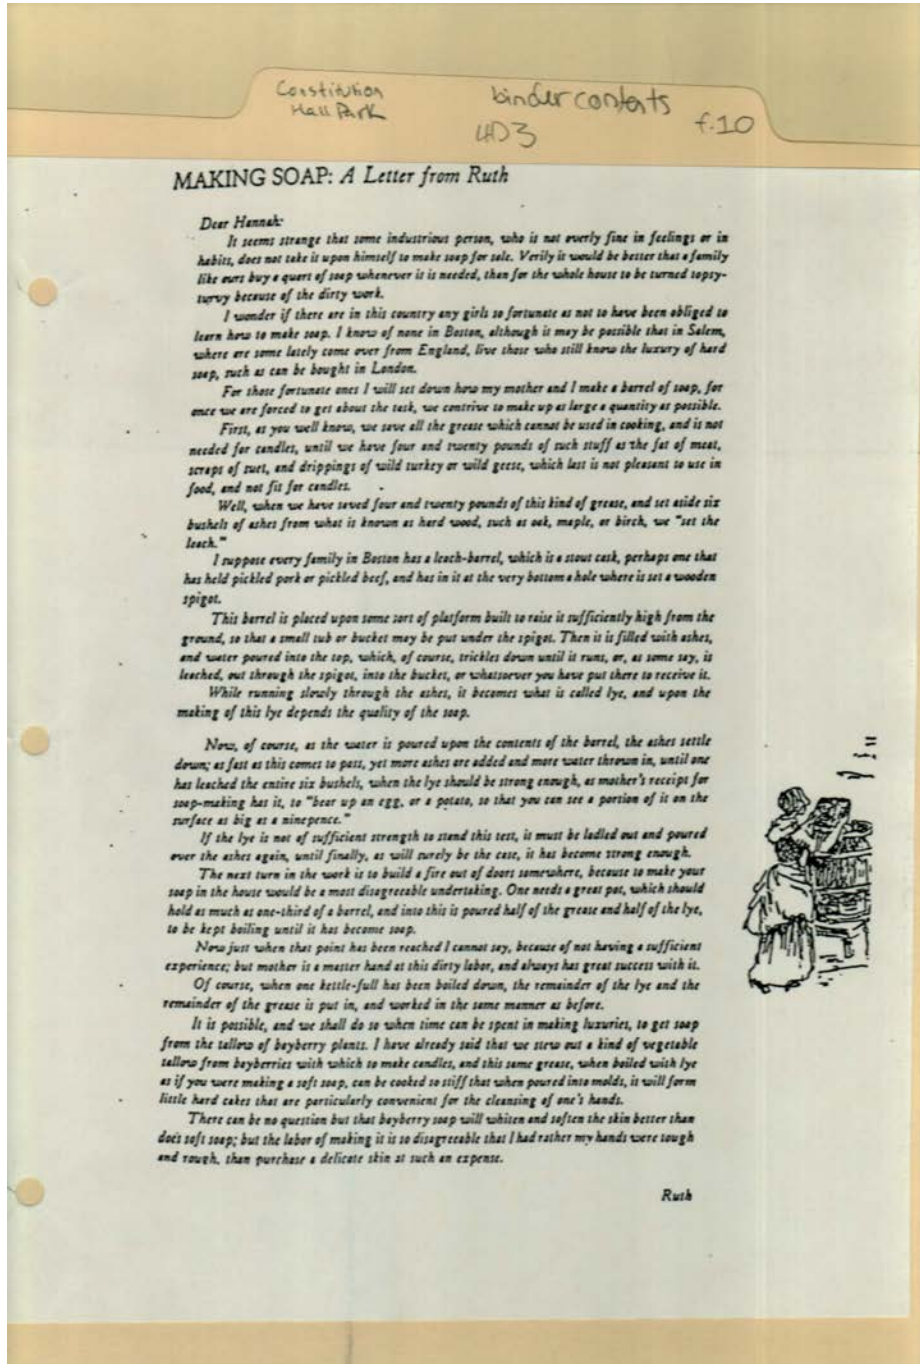 Constitution
Hall Park
binder contents
4D3
f.10
MAKING SOAP: A Letter from Ruth
Dear Hannah:
It seems strange that some industrious person, who is not overly fine in feelings or in
habits, does not take it upon himself to make soap for sale. Verily it would be better that a family
like ours buy a quart of soap whenever it is needed, than for the whole house to be turned topsy-
turvy because of the dirty work.
I wonder if there are in this country any girls so fortunate as not to have been obliged to
learn how to make soap. I know of none in Boston, although it may be possible that in Salem,
where are some lately come over from England, live those who still know the luxury of hard
soap, such as can be bought in London.
For those fortunate ones I will set down how my mother and I make a barrel of soap, for
once we are forced to get about the task, we contrive to make up as large a quantity as possible.
First, as you well know, we save all the grease which cannot be used in cooking, and is not
needed for candles, until we have four and twenty pounds of such stuff as the fat of meat,
scraps of suet, and drippings of wild turkey or wild geese, which last is not pleasant to use in
food, and not fit for candles.
Well, when we have saved four and twenty pounds of this kind of grease, and set aside six
bushels of ashes from what is known as hard wood, such as oak, maple, or birch, we "set the
leach."
I suppose every family in Boston has a leach-barrel, which is a stout cask, perhaps one that
has held pickled pork or pickled beef, and has in it at the very bottom a hole where is set a wooden
spigot.
This barrel is placed upon some sort of platform built to raise it sufficiently high from the
ground, so that a small tub or bucket may be put under the spigot. Then it is filled with ashes,
and water poured into the top, which, of course, trickles down until it runs, or, as some say, is
leached, out through the spigot, into the bucket, or whatsoever you have put there to receive it.
While running slowly through the ashes, it becomes what is called lye, and upon the
making of this lye depends the quality of the soap.
Now, of course, as the water is poured upon the contents of the barrel, the ashes settle
down; as fast as this comes to pass, yet more ashes are added and more water thrown in, until one
has leached the entire six bushels, when the lye should be strong enough, as mother's receipt for
soap-making has it, to "bear up an egg, or a potato, so that you can see a portion of it on the
surface as big as a ninepence."
If the lye is not of sufficient strength to stand this test, it must be ladled out and poured
over the ashes again, until finally, as will surely be the case, it has become strong enough.
The next turn in the work is to build a fire out of doors somewhere, because to make your
soap in the house would be a most disagreeable undertaking. One needs a great pot, which should
hold as much as one-third of a barrel, and into this is poured half of the grease and half of the lye,
to be kept boiling until it has become soap.
Now just when that point has been reached I cannot say, because of not having a sufficient
experience; but mother is a master hand at this dirty labor, and always has great success with it.
Of course, when one kettle-full has been boiled down, the remainder of the lye and the
remainder of the grease is put in, and worked in the same manner as before.
It is possible, and we shall do so when time can be spent in making luxuries, to get soap
from the tallow of bayberry plants. I have already said that we stew out a kind of vegetable
tallow from bayberries with which to make candles, and this same grease, when boiled with lye
as if you were making a soft soap, can be cooked so stiff that when poured into molds, it will form
little hard cakes that are particularly convenient for the cleansing of one's hands.
There can be no question but that bayberry soap will whiten and soften the skin better than
does soft soap; but the labor of making it is so disagreeable that I had rather my hands were tough
and rough, than purchase a delicate skin at such an expense.
Ruth